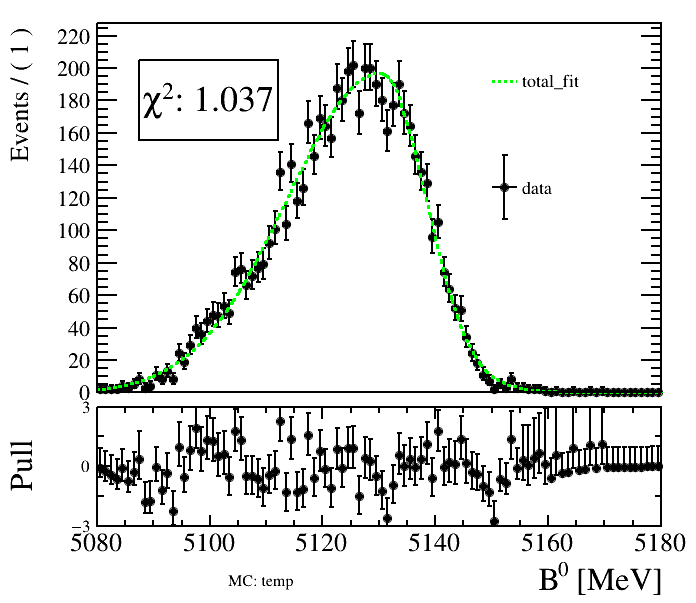 220
200
180
160
140
120
100
80
60
40
20
0
Events / ( 1 )
χ²: 1.037
total_fit
data
3
0
−3
Pull
5080 5100 5120 5140 5160 5180
MC: temp
B⁰ [MeV]